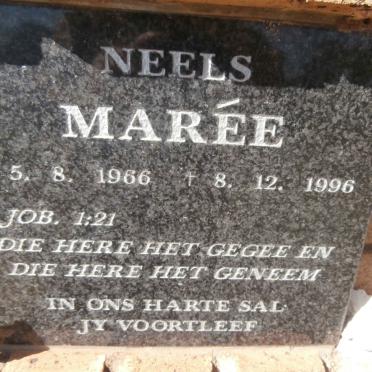 NEELS
MARÉE
5. 8. 1966 † 8. 12. 1996
JOB. 1:21
DIE HERE HET GEGEE EN
DIE HERE HET GENEEM
IN ONS HARTE SAL
JY VOORTLEEF